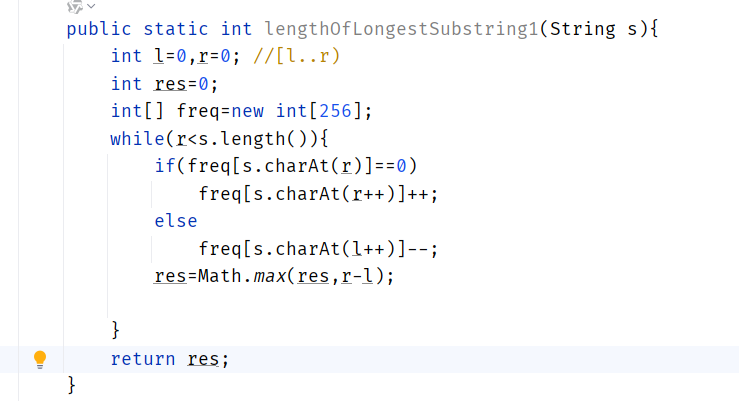 public static int lengthOfLongestSubstring1(String s){
    int l=0,r=0; //[l..r)
    int res=0;
    int[] freq=new int[256];
    while(r<s.length()){
        if(freq[s.charAt(r)]==0)
            freq[s.charAt(r++)]++;
        else
            freq[s.charAt(l++)]--;
        res=Math.max(res,r-l);
    }
    return res;
}